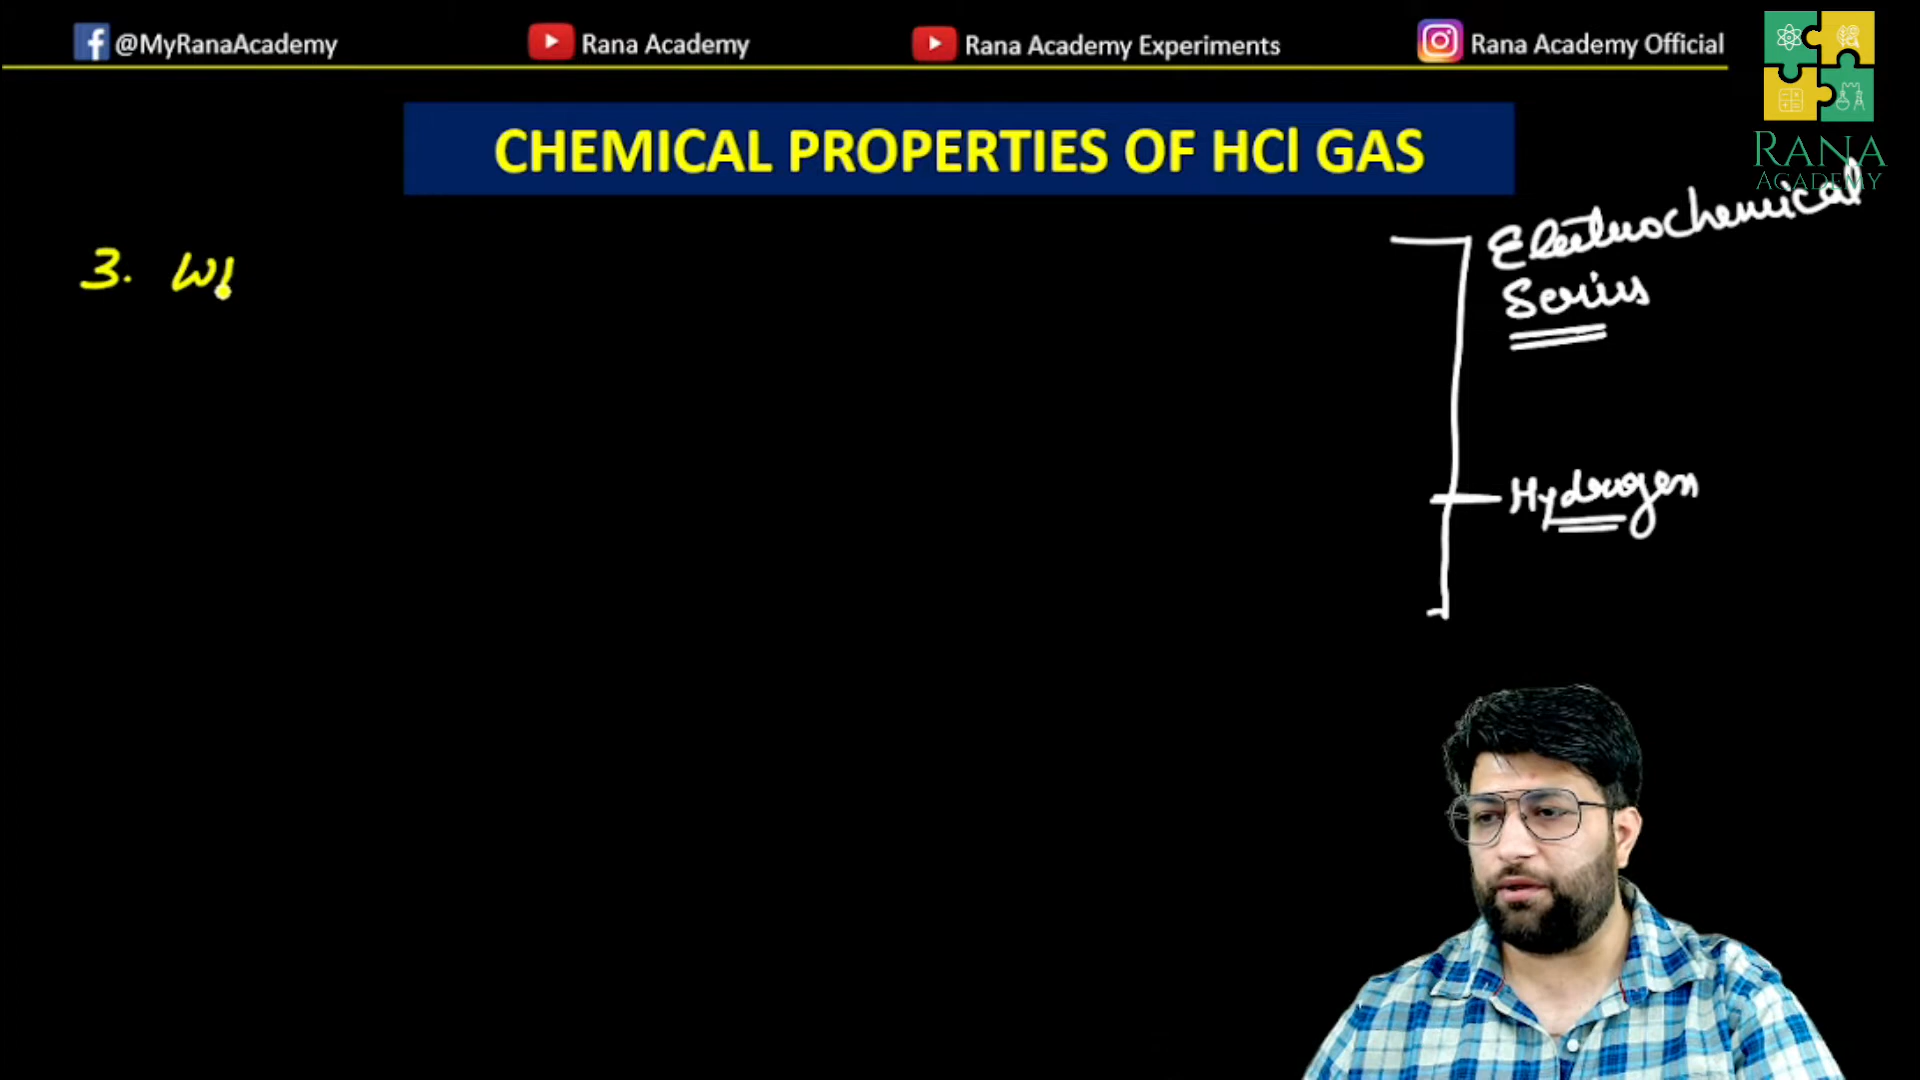 @MyRanaAcademy
Rana Academy
Rana Academy Experiments
Rana Academy Official
RANA
ACADEMY
CHEMICAL PROPERTIES OF HCl GAS
Electrochemical
Series
3.
Hydrogen